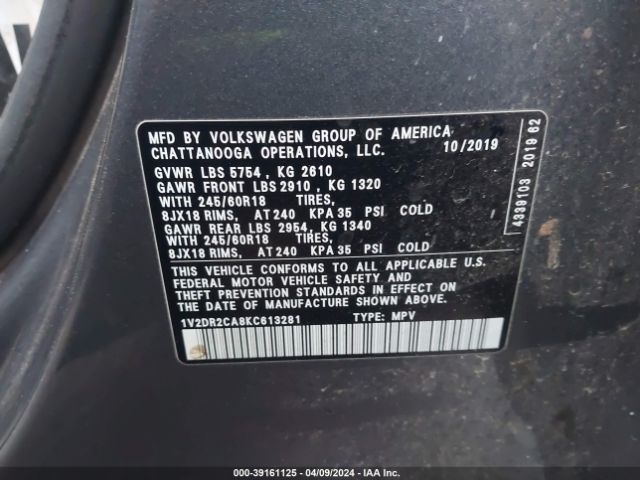 MFD BY VOLKSWAGEN GROUP OF AMERICA
CHATTANOOGA OPERATIONS, LLC. 10/2019
GVWR LBS 5754 , KG 2610
GAWR FRONT LBS 2910 , KG 1320
WITH 245/60R18 TIRES,
8JX18 RIMS, AT 240 KPA 35 PSI COLD
GAWR REAR LBS 2954, KG 1340
WITH 245/60R18 TIRES,
8JX18 RIMS, AT 240 KPA 35 PSI COLD
THIS VEHICLE CONFORMS TO ALL APPLICABLE U.S.
FEDERAL MOTOR VEHICLE SAFETY AND
THEFT PREVENTION STANDARDS IN EFFECT ON
THE DATE OF MANUFACTURE SHOWN ABOVE.
1V2DR2CA8KC613281 TYPE: MPV
4339103 2019 62
000-39161125 - 04/09/2024 - IAA Inc.